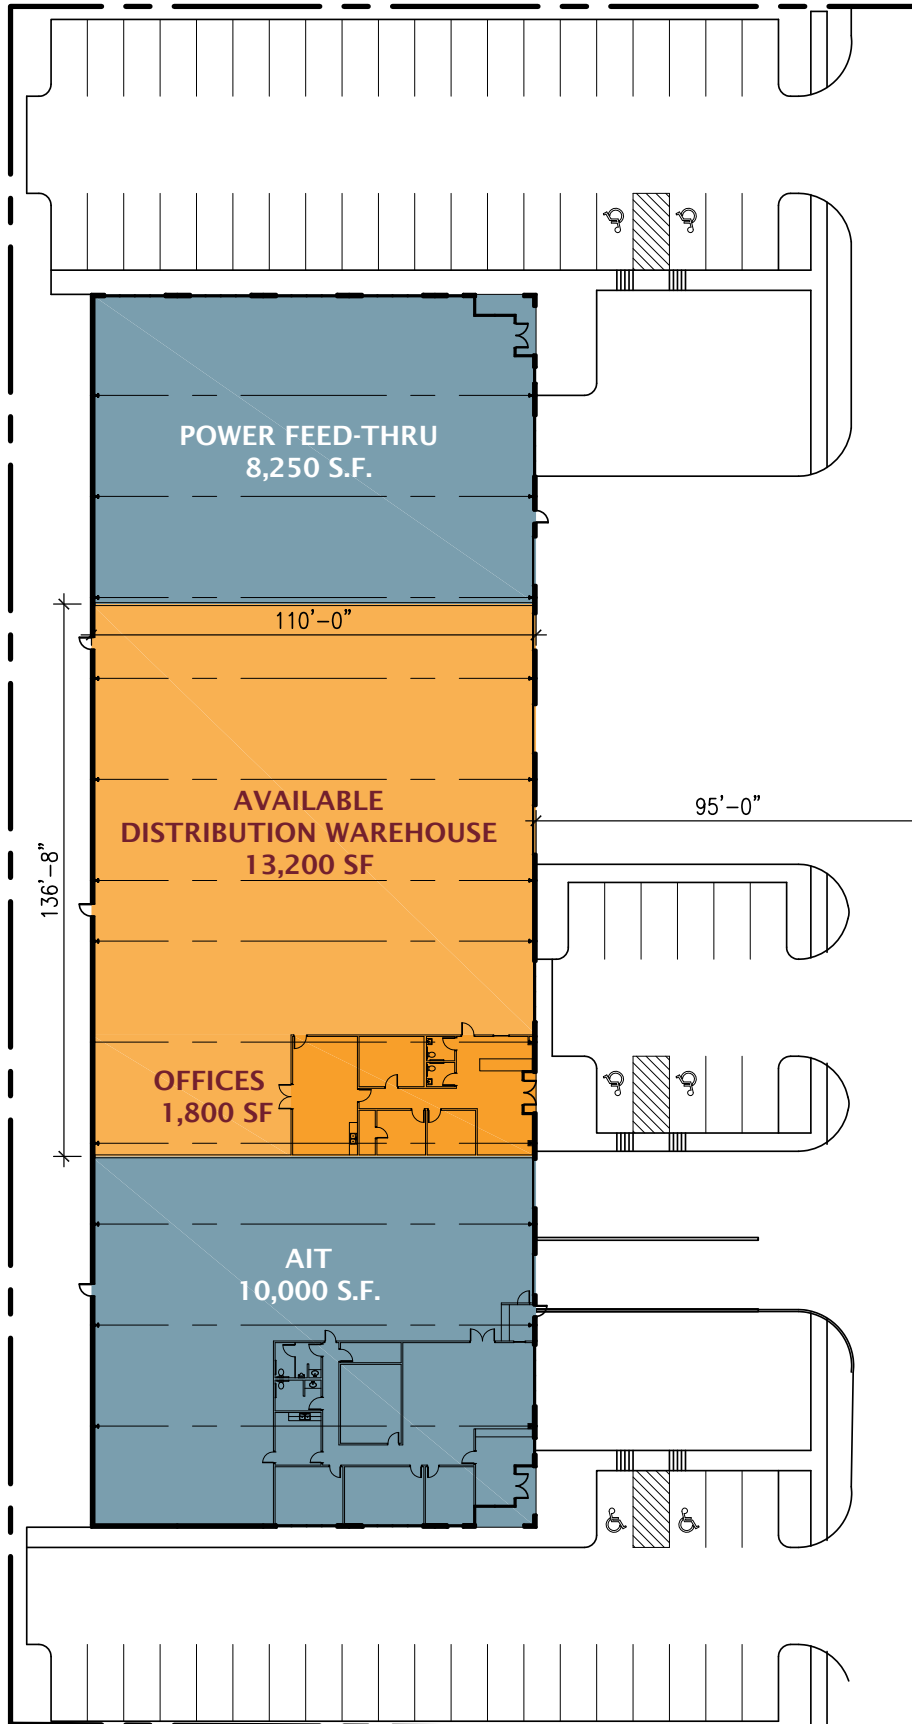 POWER FEED-THRU
8,250 S.F.
110'-0"
AVAILABLE
DISTRIBUTION WAREHOUSE
13,200 SF
95'-0"
136'-8"
OFFICES
1,800 SF
AIT
10,000 S.F.